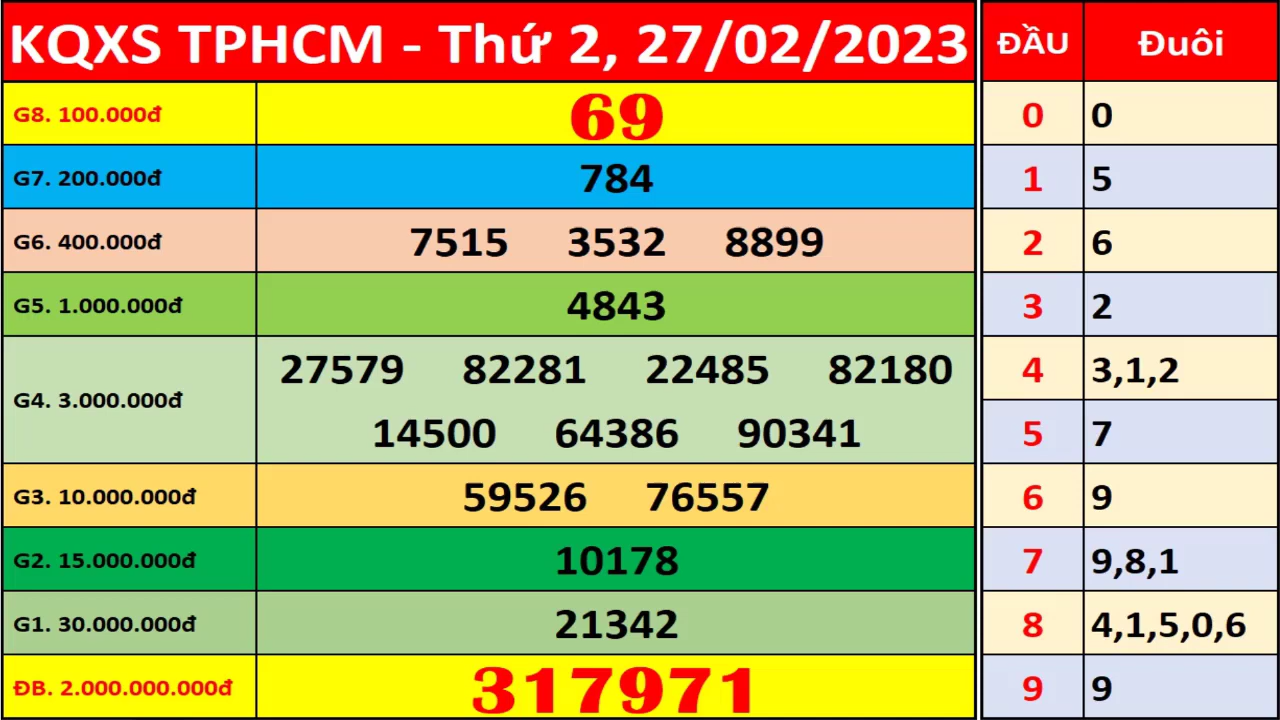 KQXS TPHCM - Thứ 2, 27/02/2023 ĐẦU Đuôi
G8. 100.000đ 69 0 0
G7. 200.000đ 784 1 5
G6. 400.000đ 7515 3532 8899 2 6
G5. 1.000.000đ 4843 3 2
G4. 3.000.000đ 27579 82281 22485 82180 4 3,1,2
14500 64386 90341 5 7
G3. 10.000.000đ 59526 76557 6 9
G2. 15.000.000đ 10178 7 9,8,1
G1. 30.000.000đ 21342 8 4,1,5,0,6
ĐB. 2.000.000.000đ 317971 9 9